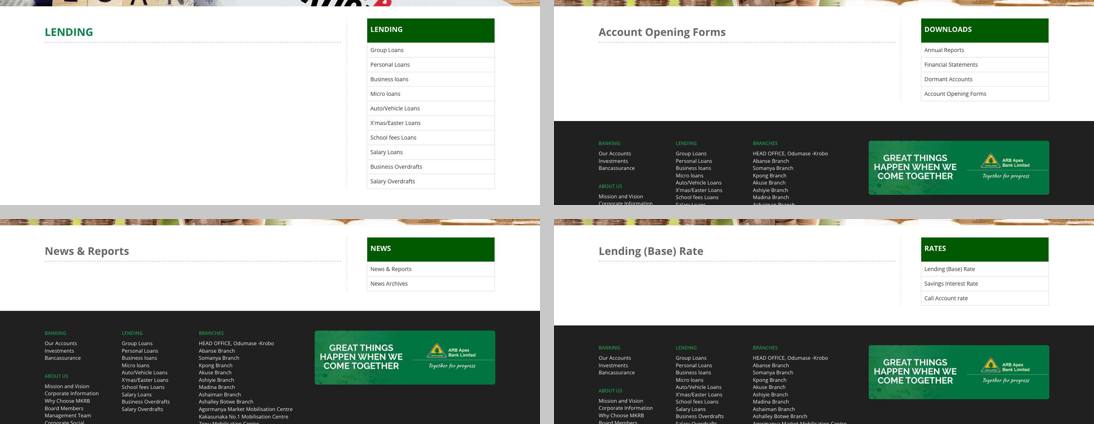 LENDING
LENDING
Group Loans
Personal Loans
Business loans
Micro loans
Auto/Vehicle Loans
X'mas/Easter Loans
School fees Loans
Salary Loans
Business Overdrafts
Salary Overdrafts
Account Opening Forms
DOWNLOADS
Annual Reports
Financial Statements
Dormant Accounts
Account Opening Forms
BANKING
Our Accounts
Investments
Bancassurance
ABOUT US
Mission and Vision
Corporate Information
LENDING
Group Loans
Personal Loans
Business loans
Micro loans
Auto/Vehicle Loans
X'mas/Easter Loans
School fees Loans
BRANCHES
HEAD OFFICE, Odumase -Krobo
Abanse Branch
Somanya Branch
Kpong Branch
Akuse Branch
Ashiyie Branch
Madina Branch
Ashaiman Branch
GREAT THINGS
HAPPEN WHEN WE
COME TOGETHER
ARB Apex
Bank Limited
Together for progress
News & Reports
NEWS
News & Reports
News Archives
BANKING
Our Accounts
Investments
Bancassurance
ABOUT US
Mission and Vision
Corporate Information
Why Choose MKRB
Board Members
Management Team
Corporate Social
LENDING
Group Loans
Personal Loans
Business loans
Micro loans
Auto/Vehicle Loans
X'mas/Easter Loans
School fees Loans
Salary Loans
Business Overdrafts
Salary Overdrafts
BRANCHES
HEAD OFFICE, Odumase -Krobo
Abanse Branch
Somanya Branch
Kpong Branch
Akuse Branch
Ashiyie Branch
Madina Branch
Ashaiman Branch
Ashalley Botwe Branch
Agormanya Market Mobilisation Centre
Kakasunaka No.1 Mobilisation Centre
GREAT THINGS
HAPPEN WHEN WE
COME TOGETHER
ARB Apex
Bank Limited
Together for progress
Lending (Base) Rate
RATES
Lending (Base) Rate
Savings Interest Rate
Call Account rate
BANKING
Our Accounts
Investments
Bancassurance
ABOUT US
Mission and Vision
Corporate Information
Why Choose MKRB
Board Members
LENDING
Group Loans
Personal Loans
Business loans
Micro loans
Auto/Vehicle Loans
X'mas/Easter Loans
School fees Loans
Salary Loans
Business Overdrafts
BRANCHES
HEAD OFFICE, Odumase -Krobo
Abanse Branch
Somanya Branch
Kpong Branch
Akuse Branch
Ashiyie Branch
Madina Branch
Ashaiman Branch
Ashalley Botwe Branch
Agormanya Market Mobilisation Centre
GREAT THINGS
HAPPEN WHEN WE
COME TOGETHER
ARB Apex
Bank Limited
Together for progress